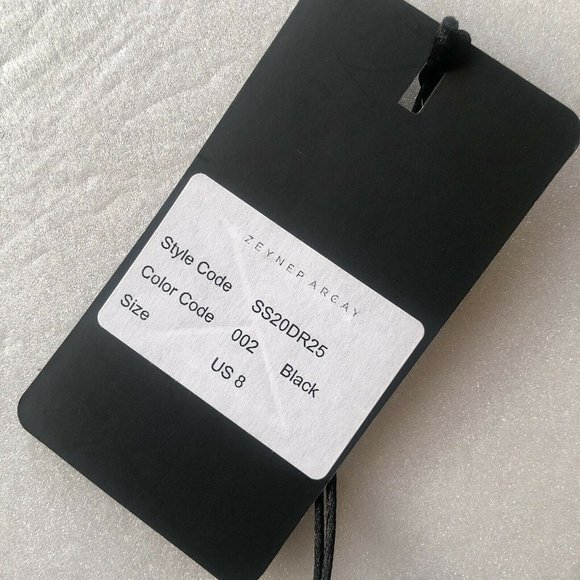 ZEYNEP ARCAY
Style Code SS20DR25
Color Code 002 Black
Size US 8